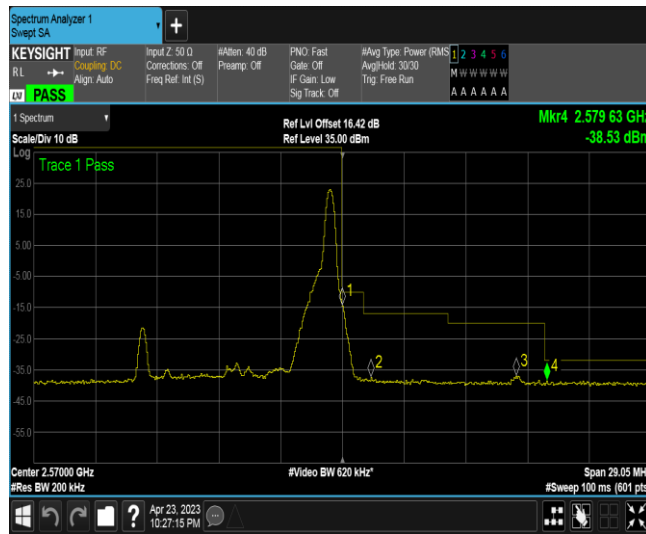 Spectrum Analyzer 1
Swept SA
+
KEYSIGHT
RL
LXI PASS
Input: RF
Coupling: DC
Align: Auto
Input Z: 50 Ω
Corrections: Off
Freq Ref: Int (S)
#Atten: 40 dB
Preamp: Off
PNO: Fast
Gate: Off
IF Gain: Low
Sig Track: Off
#Avg Type: Power (RMS
Avg|Hold: 30/30
Trig: Free Run
1 2 3 4 5 6
M W W W W W
A A A A A A
1 Spectrum
Scale/Div 10 dB
Ref Lvl Offset 16.42 dB
Ref Level 35.00 dBm
Mkr4 2.579 63 GHz
-38.53 dBm
Log
Trace 1 Pass
25.0
15.0
5.00
-5.00
-15.0
-25.0
-35.0
-45.0
-55.0
1
2
3
4
Center 2.57000 GHz
#Res BW 200 kHz
#Video BW 620 kHz*
Span 29.05 MH
#Sweep 100 ms (601 pts
?
Apr 23, 2023
10:27:15 PM